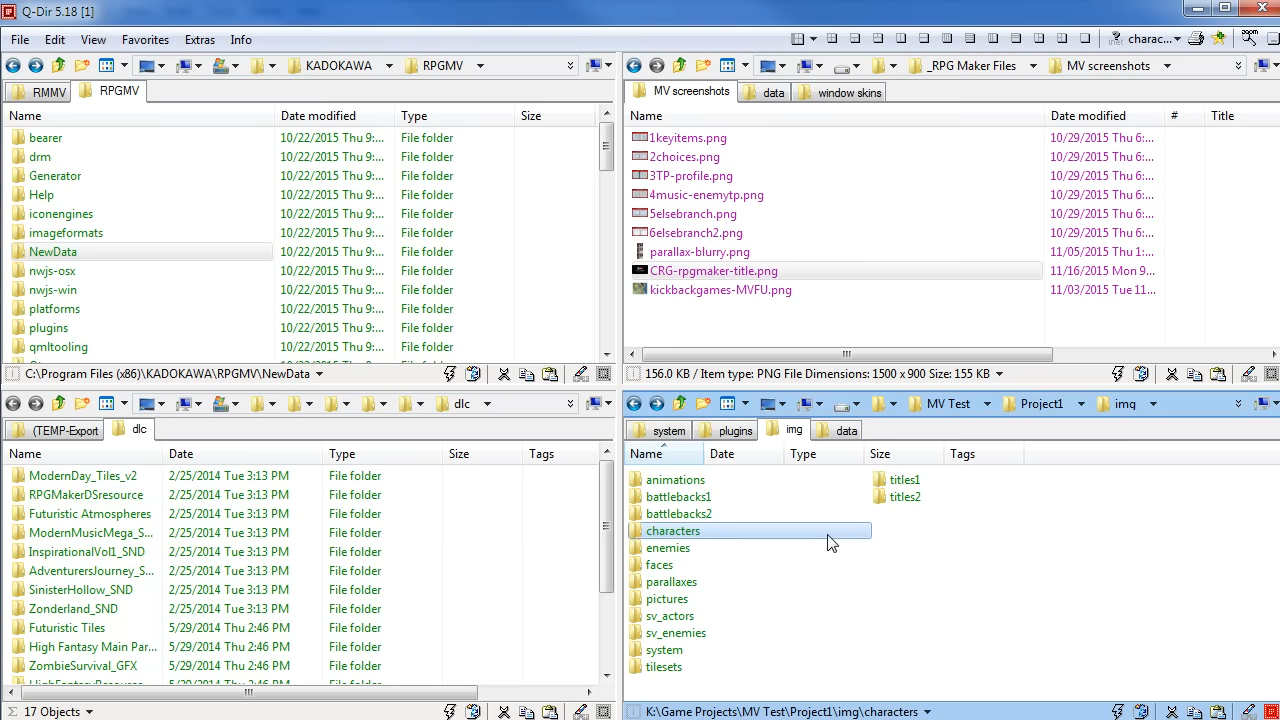 Q-Dir 5.18 [1]
File Edit View Favorites Extras Info
charac...
KADOKAWA RPGMV
RMMV RPGMV
Name Date modified Type Size
bearer 10/22/2015 Thu 9:... File folder
drm 10/22/2015 Thu 9:... File folder
Generator 10/22/2015 Thu 9:... File folder
Help 10/22/2015 Thu 9:... File folder
iconengines 10/22/2015 Thu 9:... File folder
imageformats 10/22/2015 Thu 9:... File folder
NewData 10/22/2015 Thu 9:... File folder
nwjs-osx 10/22/2015 Thu 9:... File folder
nwjs-win 10/22/2015 Thu 9:... File folder
platforms 10/22/2015 Thu 9:... File folder
plugins 10/22/2015 Thu 9:... File folder
qmltooling 10/22/2015 Thu 9:... File folder
C:\Program Files (x86)\KADOKAWA\RPGMV\NewData
_RPG Maker Files MV screenshots
MV screenshots data window skins
Name Date modified # Title
1keyitems.png 10/29/2015 Thu 6:...
2choices.png 10/29/2015 Thu 6:...
3TP-profile.png 10/29/2015 Thu 6:...
4music-enemytp.png 10/29/2015 Thu 6:...
5elsebranch.png 10/29/2015 Thu 6:...
6elsebranch2.png 10/29/2015 Thu 6:...
parallax-blurry.png 11/05/2015 Thu 1:...
CRG-rpgmaker-title.png 11/16/2015 Mon 9...
kickbackgames-MVFU.png 11/03/2015 Tue 11...
156.0 KB / Item type: PNG File Dimensions: 1500 x 900 Size: 155 KB
dlc
(TEMP-Export dlc
Name Date Type Size Tags
ModernDay_Tiles_v2 2/25/2014 Tue 3:13 PM File folder
RPGMakerDSresource 2/25/2014 Tue 3:13 PM File folder
Futuristic Atmospheres 2/25/2014 Tue 3:13 PM File folder
ModernMusicMega_S... 2/25/2014 Tue 3:13 PM File folder
InspirationalVol1_SND 2/25/2014 Tue 3:13 PM File folder
AdventurersJourney_S... 2/25/2014 Tue 3:13 PM File folder
SinisterHollow_SND 2/25/2014 Tue 3:13 PM File folder
Zonderland_SND 2/25/2014 Tue 3:13 PM File folder
Futuristic Tiles 5/29/2014 Thu 2:46 PM File folder
High Fantasy Main Par... 5/29/2014 Thu 2:46 PM File folder
ZombieSurvival_GFX 5/29/2014 Thu 2:46 PM File folder
17 Objects
MV Test Project1 img
system plugins img data
Name Date Type Size Tags
animations titles1
battlebacks1 titles2
battlebacks2
characters
enemies
faces
parallaxes
pictures
sv_actors
sv_enemies
system
tilesets
K:\Game Projects\MV Test\Project1\img\characters